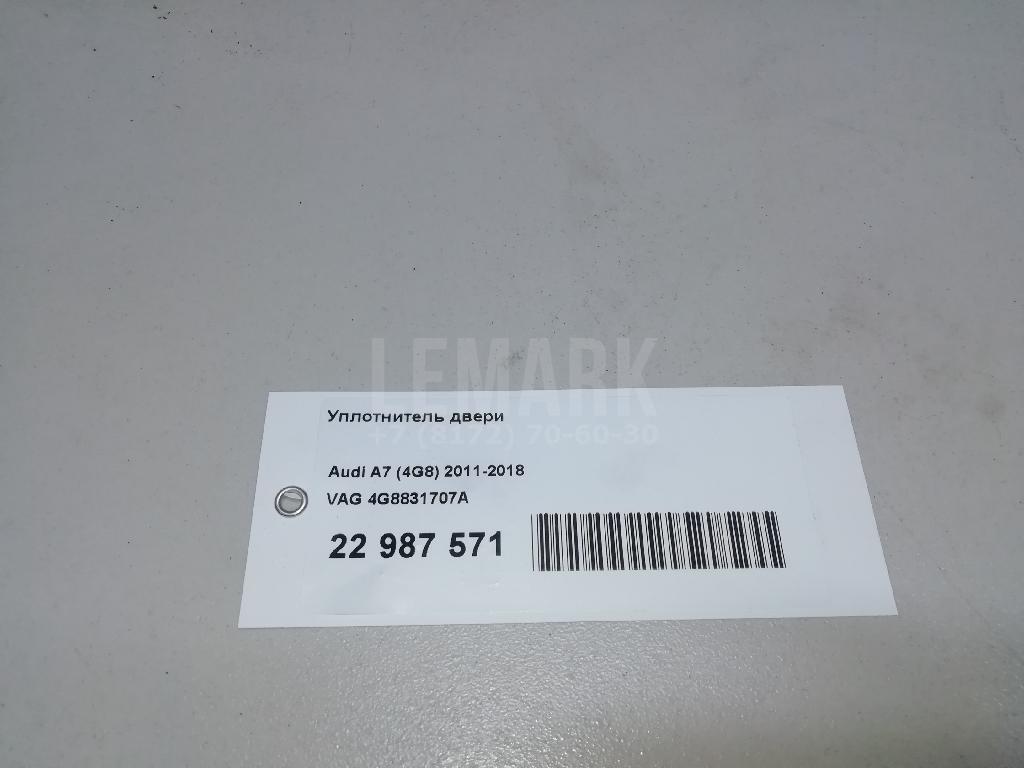 LEMARK
Уплотнитель двери
+7 (8172) 70-60-30
Audi A7 (4G8) 2011-2018
VAG 4G8831707A
22 987 571